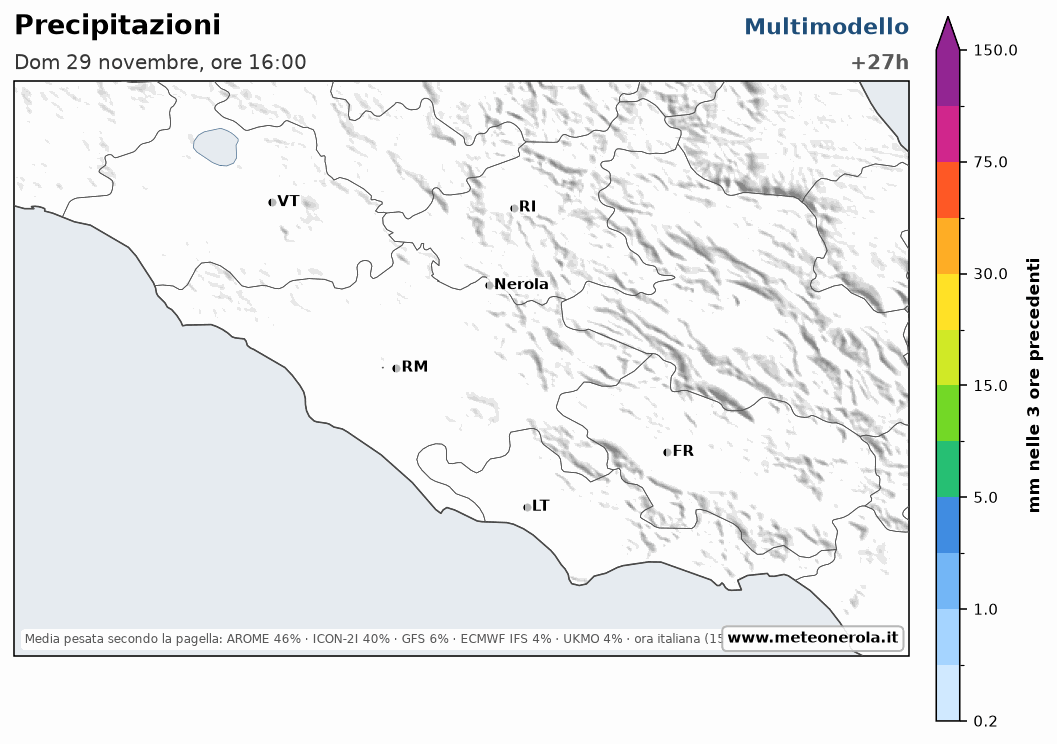 Precipitazioni
Multimodello
Dom 29 novembre, ore 16:00
+27h
150.0
75.0
30.0
15.0
5.0
1.0
0.2
mm nelle 3 ore precedenti
VT
RI
Nerola
RM
FR
LT
Media pesata secondo la pagella: AROME 46% · ICON-2I 40% · GFS 6% · ECMWF IFS 4% · UKMO 4% · ora italiana (15
www.meteonerola.it